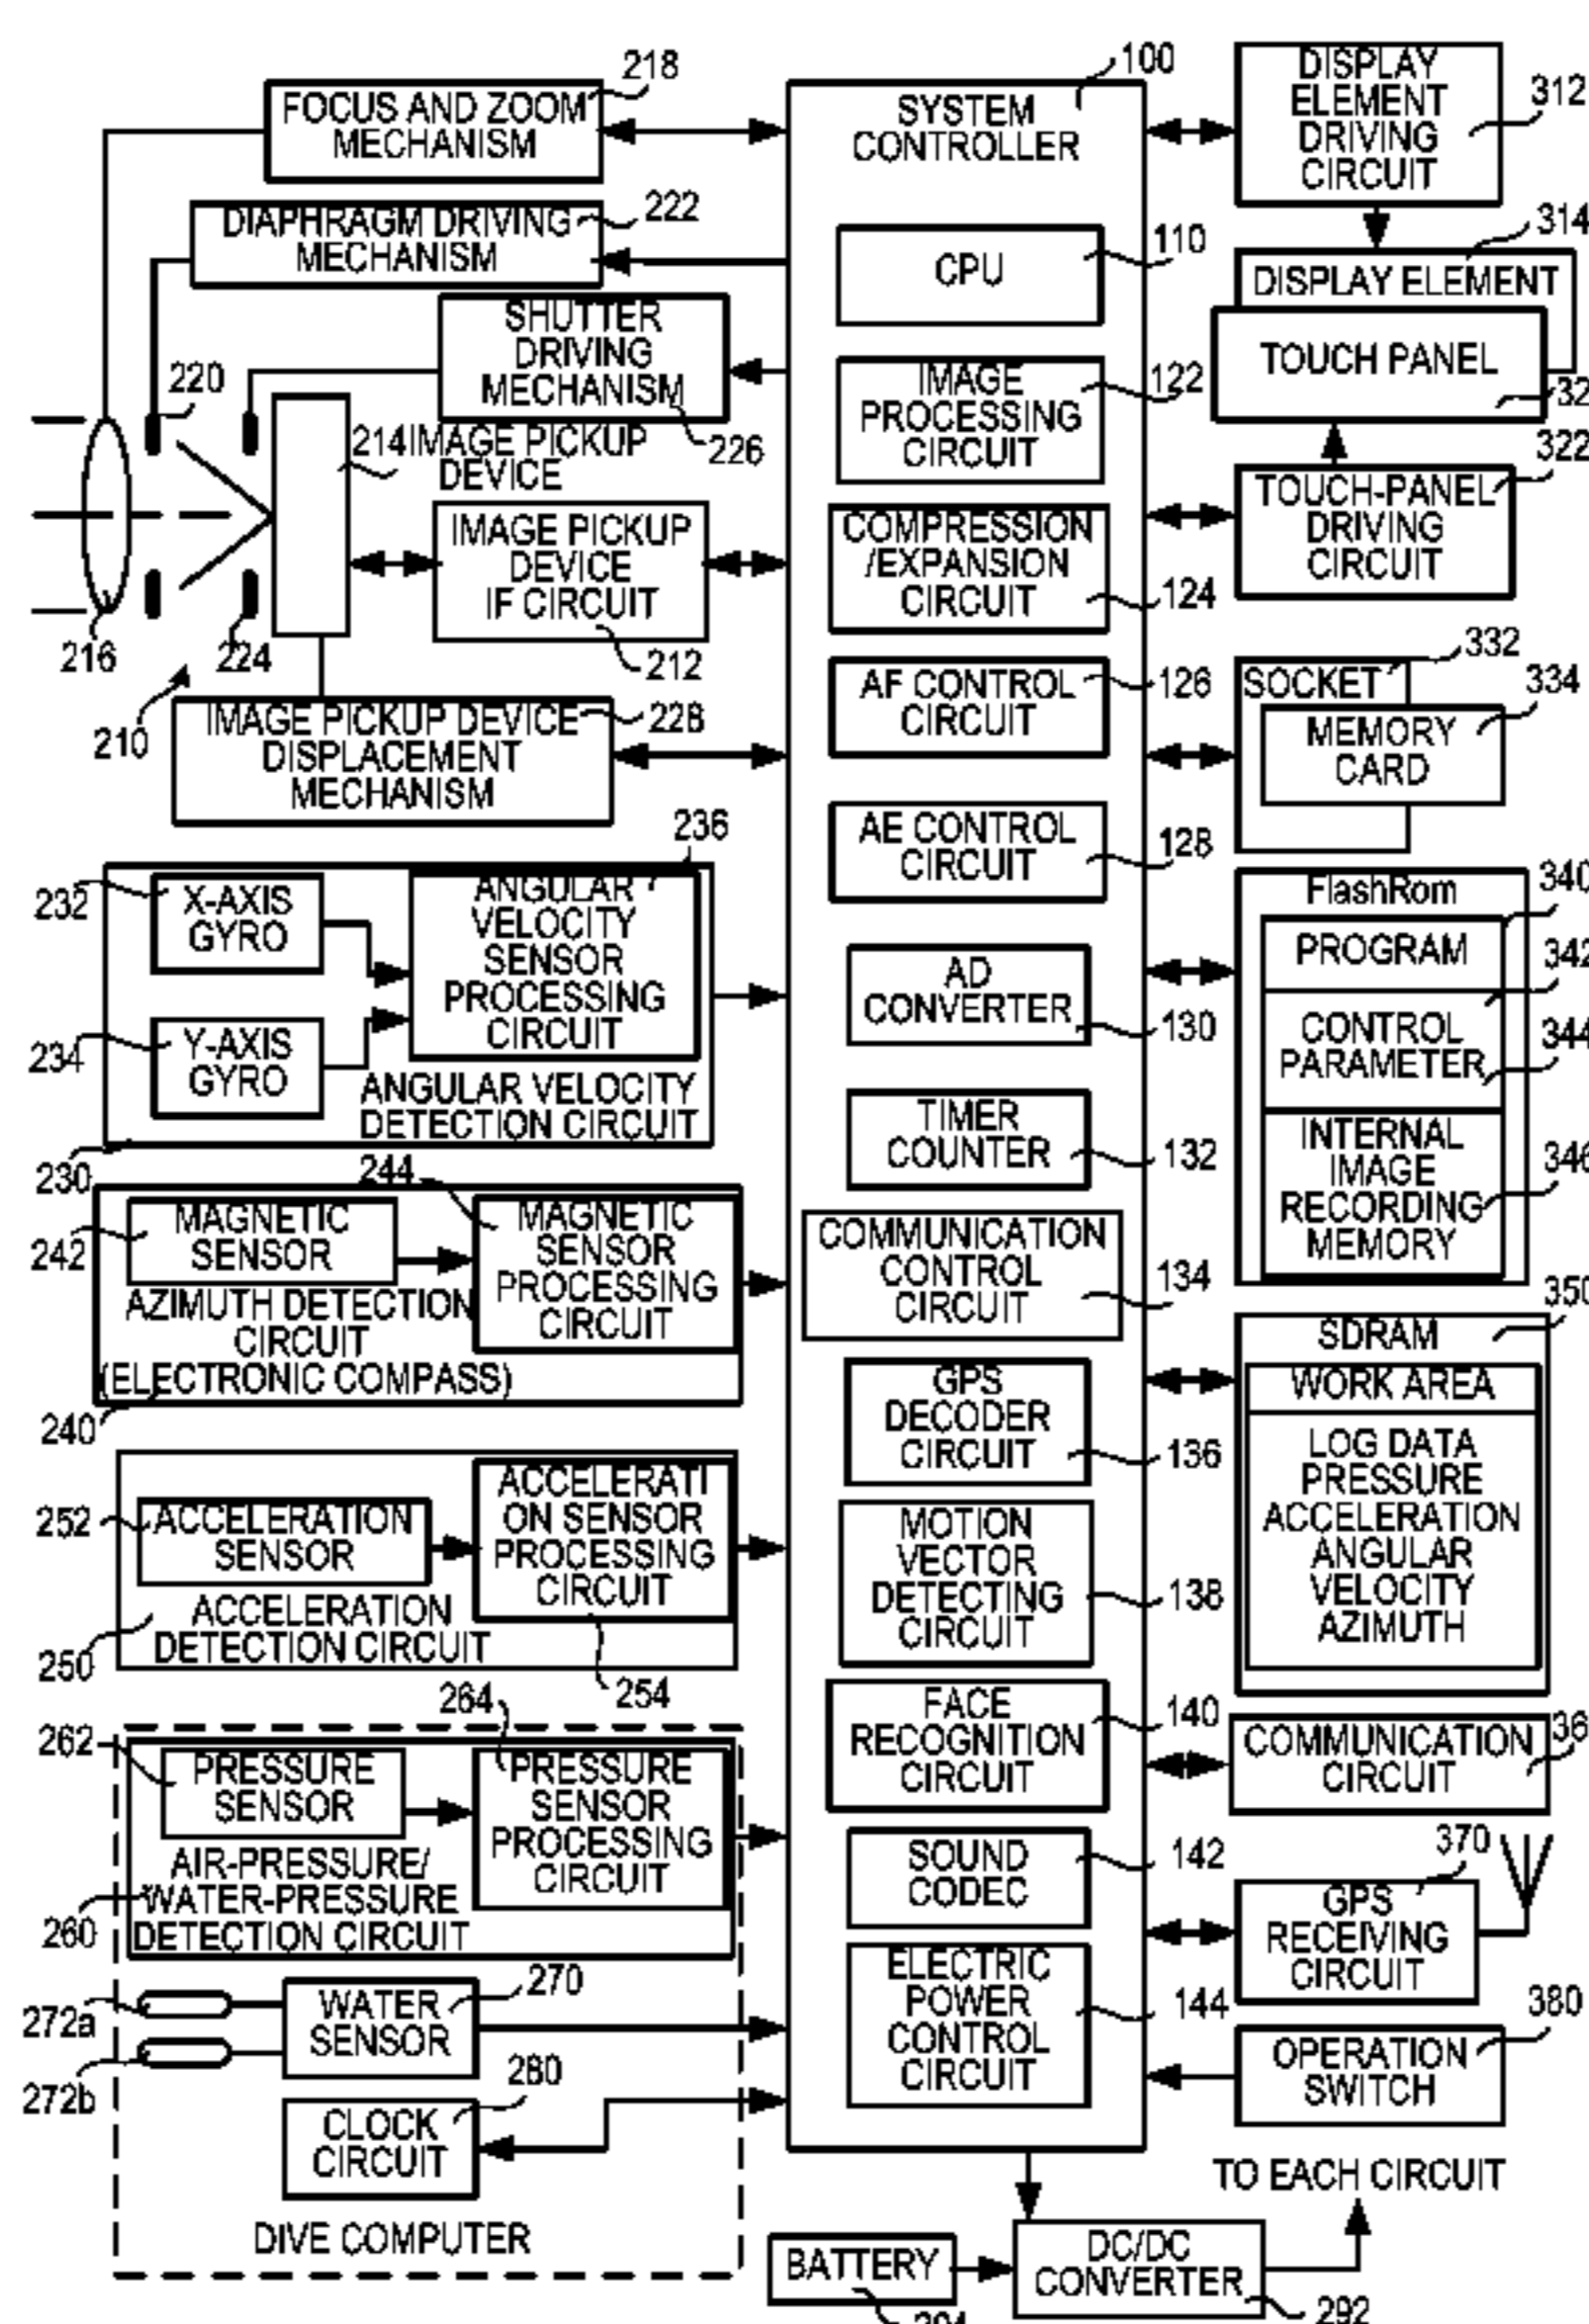 218
FOCUS AND ZOOM
MECHANISM
222
DIAPHRAGM DRIVING
MECHANISM
SHUTTER
DRIVING
MECHANISM
226
220
214
IMAGE PICKUP
DEVICE
IMAGE PICKUP
DEVICE
IF CIRCUIT
212
216
224
210
IMAGE PICKUP DEVICE
DISPLACEMENT
MECHANISM
228
236
232
X-AXIS
GYRO
234
Y-AXIS
GYRO
ANGULAR
VELOCITY
SENSOR
PROCESSING
CIRCUIT
ANGULAR VELOCITY
DETECTION CIRCUIT
230
244
242
MAGNETIC
SENSOR
MAGNETIC
SENSOR
PROCESSING
CIRCUIT
AZIMUTH DETECTION
CIRCUIT
(ELECTRONIC COMPASS)
240
252
ACCELERATION
SENSOR
ACCELERATI
ON SENSOR
PROCESSING
CIRCUIT
ACCELERATION
DETECTION CIRCUIT
250
254
264
262
PRESSURE
SENSOR
PRESSURE
SENSOR
PROCESSING
CIRCUIT
AIR-PRESSURE/
WATER-PRESSURE
DETECTION CIRCUIT
260
270
272a
272b
WATER
SENSOR
280
CLOCK
CIRCUIT
DIVE COMPUTER
100
SYSTEM
CONTROLLER
CPU
110
IMAGE
PROCESSING
CIRCUIT
122
COMPRESSION
/EXPANSION
CIRCUIT
124
AF CONTROL
CIRCUIT
126
AE CONTROL
CIRCUIT
128
AD
CONVERTER
130
TIMER
COUNTER
132
COMMUNICATION
CONTROL
CIRCUIT
134
GPS
DECODER
CIRCUIT
136
MOTION
VECTOR
DETECTING
CIRCUIT
138
FACE
RECOGNITION
CIRCUIT
140
SOUND
CODEC
142
ELECTRIC
POWER
CONTROL
CIRCUIT
144
BATTERY
DC/DC
CONVERTER
292
TO EACH CIRCUIT
DISPLAY
ELEMENT
DRIVING
CIRCUIT
312
314
DISPLAY ELEMENT
TOUCH PANEL
322
TOUCH-PANEL
DRIVING
CIRCUIT
332
SOCKET
334
MEMORY
CARD
FlashRom
340
PROGRAM
342
CONTROL
PARAMETER
344
INTERNAL
IMAGE
RECORDING
MEMORY
346
350
SDRAM
WORK AREA
LOG DATA
PRESSURE
ACCELERATION
ANGULAR
VELOCITY
AZIMUTH
COMMUNICATION
CIRCUIT
370
GPS
RECEIVING
CIRCUIT
380
OPERATION
SWITCH